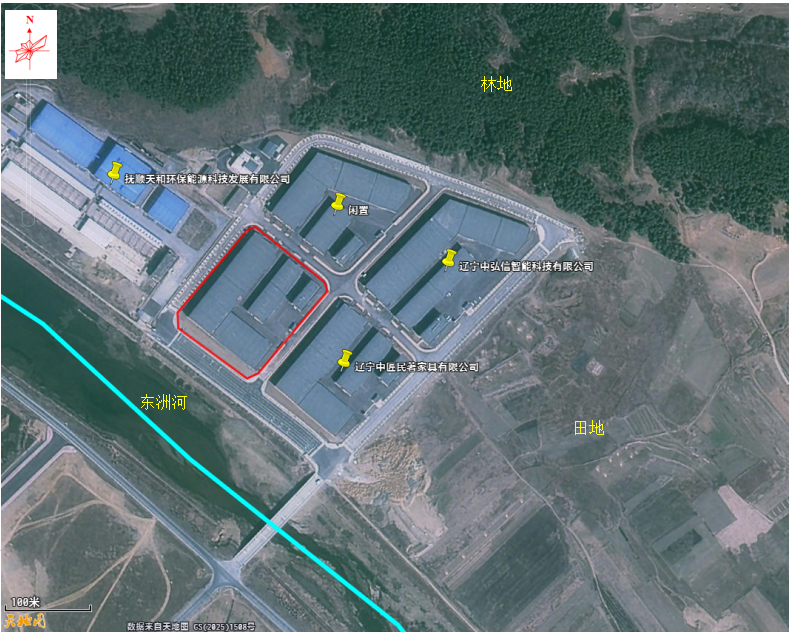 N
林地
抚顺天和环保能源科技发展有限公司
闲置
辽宁中弘信智能科技有限公司
辽宁中匠民著家具有限公司
东洲河
田地
100米
天地图
数据来自天地图 GS(2025)1508号